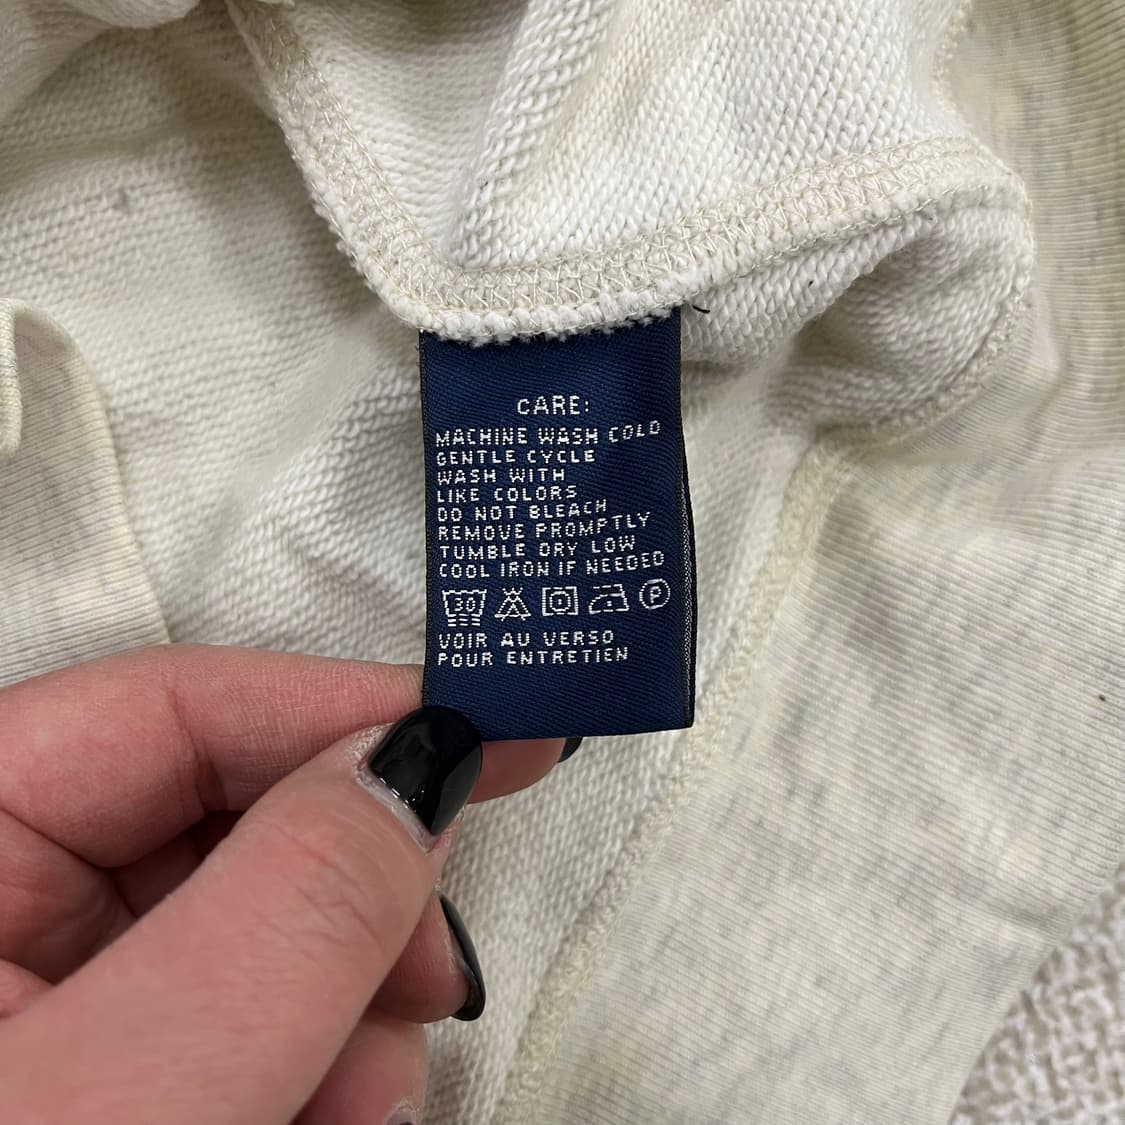 CARE:
MACHINE WASH COLD
GENTLE CYCLE
WASH WITH
LIKE COLORS
DO NOT BLEACH
REMOVE PROMPTLY
TUMBLE DRY LOW
COOL IRON IF NEEDED
30 P
VOIR AU VERSO
POUR ENTRETIEN